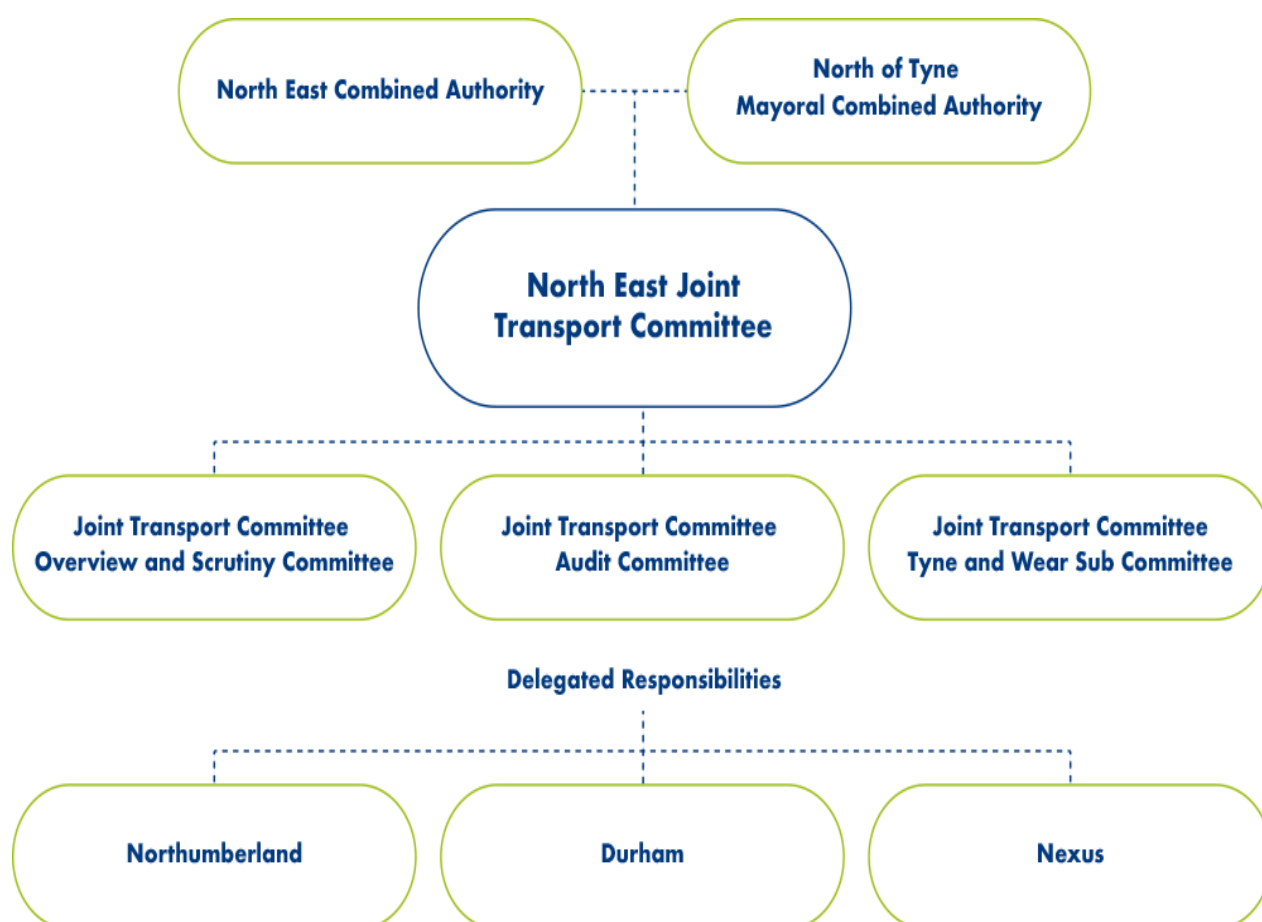 North East Combined Authority
North of Tyne
Mayoral Combined Authority
North East Joint
Transport Committee
Joint Transport Committee
Overview and Scrutiny Committee
Joint Transport Committee
Audit Committee
Joint Transport Committee
Tyne and Wear Sub Committee
Delegated Responsibilities
Northumberland
Durham
Nexus